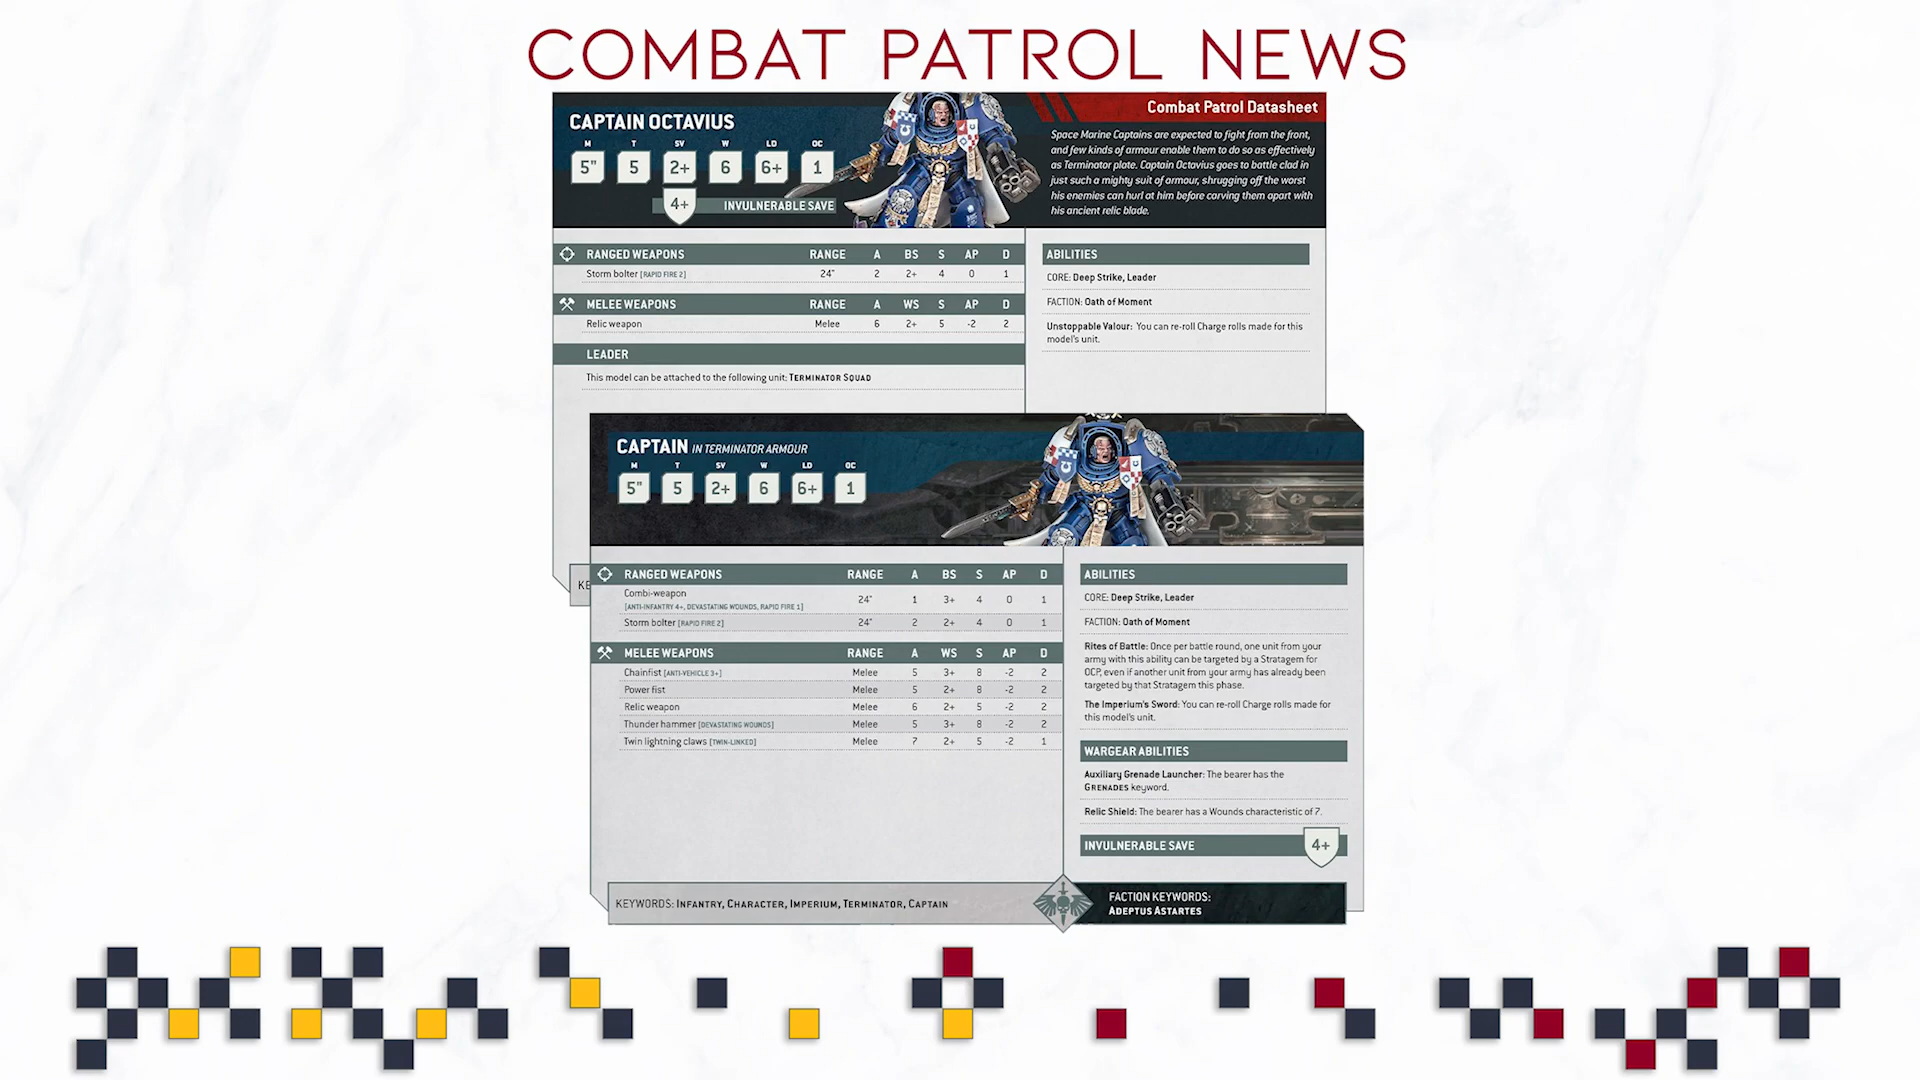 COMBAT PATROL NEWS
CAPTAIN OCTAVIUS
M T SV W LD OC
5" 5 2+ 6 6+ 1
4+ INVULNERABLE SAVE
Combat Patrol Datasheet
Space Marine Captains are expected to fight from the front,
and few kinds of armour enable them to do so as effectively
as Terminator plate. Captain Octavius goes to battle clad in
just such a mighty suit of armour, shrugging off the worst
his enemies can hurl at him before carving them apart with
his ancient relic blade.
RANGED WEAPONS RANGE A BS S AP D
Storm bolter [RAPID FIRE 2] 24" 2 2+ 4 0 1
MELEE WEAPONS RANGE A WS S AP D
Relic weapon Melee 6 2+ 5 -2 2
LEADER
This model can be attached to the following unit: TERMINATOR SQUAD
ABILITIES
CORE: Deep Strike, Leader
FACTION: Oath of Moment
Unstoppable Valour: You can re-roll Charge rolls made for this
model's unit.
KE
CAPTAIN IN TERMINATOR ARMOUR
M T SV W LD OC
5" 5 2+ 6 6+ 1
RANGED WEAPONS RANGE A BS S AP D
Combi-weapon
[ANTI-INFANTRY 4+, DEVASTATING WOUNDS, RAPID FIRE 1] 24" 1 3+ 4 0 1
Storm bolter [RAPID FIRE 2] 24" 2 2+ 4 0 1
MELEE WEAPONS RANGE A WS S AP D
Chainfist [ANTI-VEHICLE 3+] Melee 5 3+ 8 -2 2
Power fist Melee 5 2+ 8 -2 2
Relic weapon Melee 6 2+ 5 -2 2
Thunder hammer [DEVASTATING WOUNDS] Melee 5 3+ 8 -2 2
Twin lightning claws [TWIN-LINKED] Melee 7 2+ 5 -2 1
ABILITIES
CORE: Deep Strike, Leader
FACTION: Oath of Moment
Rites of Battle: Once per battle round, one unit from your
army with this ability can be targeted by a Stratagem for
0CP, even if another unit from your army has already been
targeted by that Stratagem this phase.
The Imperium's Sword: You can re-roll Charge rolls made for
this model's unit.
WARGEAR ABILITIES
Auxiliary Grenade Launcher: The bearer has the
GRENADES keyword.
Relic Shield: The bearer has a Wounds characteristic of 7.
INVULNERABLE SAVE 4+
KEYWORDS: INFANTRY, CHARACTER, IMPERIUM, TERMINATOR, CAPTAIN
FACTION KEYWORDS:
ADEPTUS ASTARTES